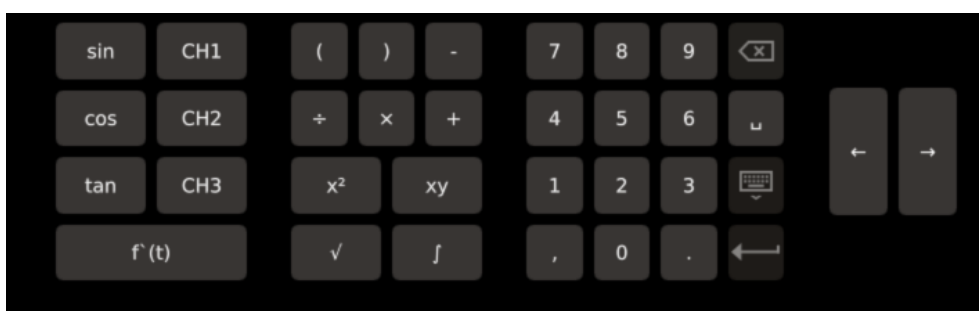 sin CH1 ( ) - 7 8 9
cos CH2 ÷ × + 4 5 6 ␣ ← →
tan CH3 x² xy 1 2 3
f`(t) √ ∫ , 0 .